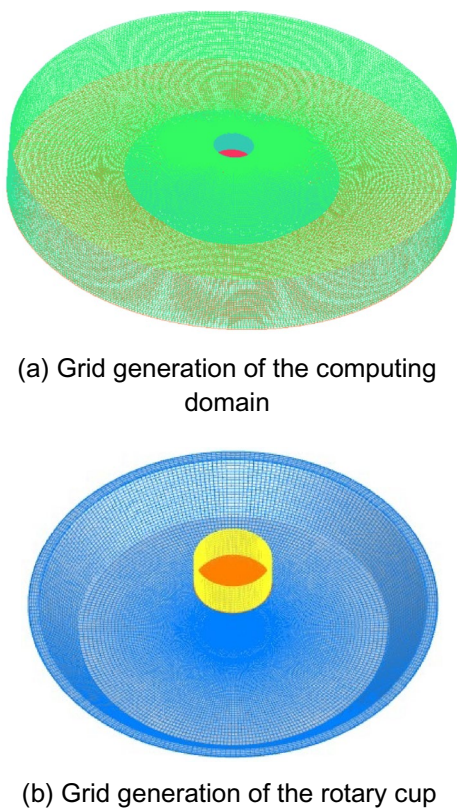 (a) Grid generation of the computing
domain
(b) Grid generation of the rotary cup